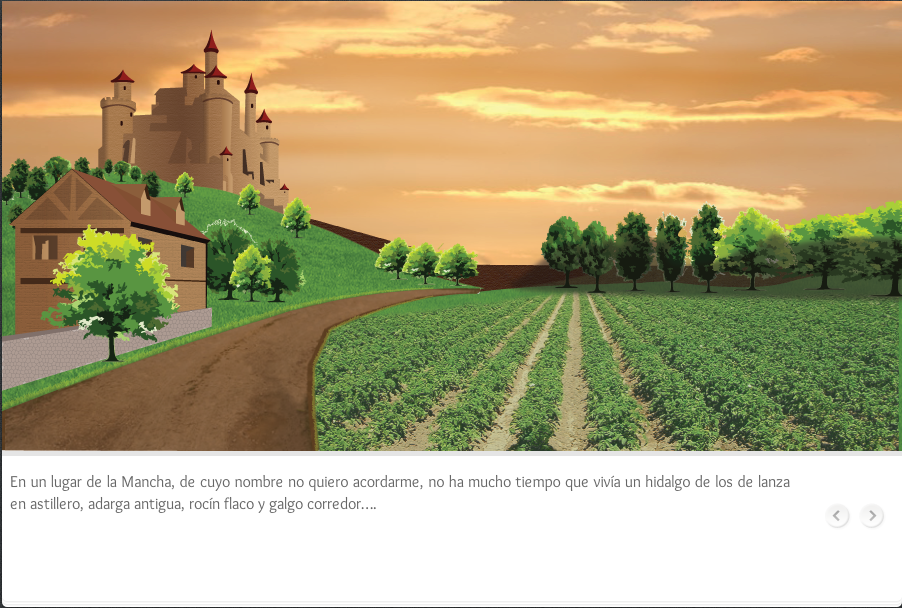 En un lugar de la Mancha, de cuyo nombre no quiero acordarme, no ha mucho tiempo que vivía un hidalgo de los de lanza
en astillero, adarga antigua, rocín flaco y galgo corredor....